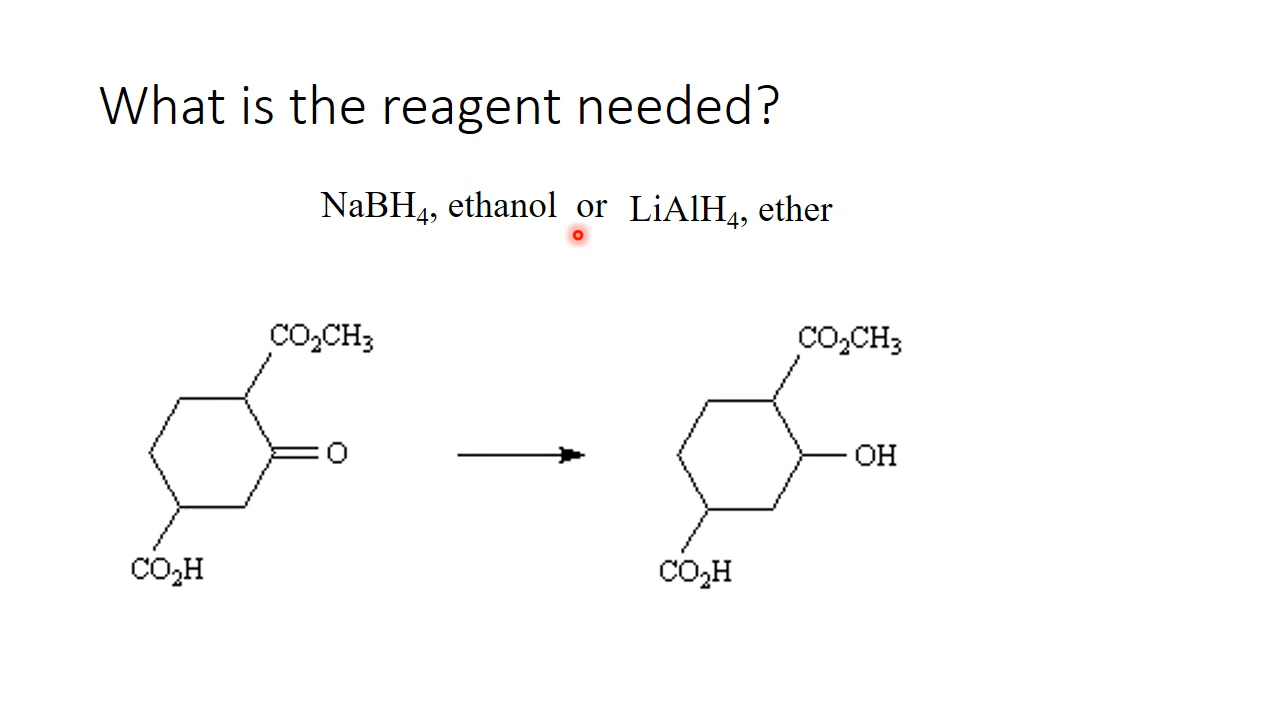 What is the reagent needed?
NaBH₄, ethanol or LiAlH₄, ether
CO₂CH₃ CO₂CH₃
O OH
CO₂H CO₂H